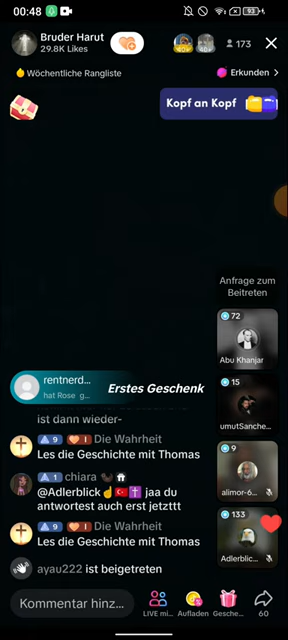 00:48
93
Bruder Harut
29.8K Likes
173
Wöchentliche Rangliste
Erkunden >
Kopf an Kopf
Anfrage zum
Beitreten
72
Abu Khanjar
15
umutSanche...
9
alimor-6...
133
Adlerblic...
rentnerd...
hat Rose g...
Erstes Geschenk
ist dann wieder-
9 1 Die Wahrheit
Les die Geschichte mit Thomas
1 chiara 🐿️
@Adlerblick☝️🇹🇷✝️ jaa du
antwortest auch erst jetzttt
9 1 Die Wahrheit
Les die Geschichte mit Thomas
ayau222 ist beigetreten
Kommentar hinz...
LIVE mi...
Aufladen
Gesche...
60